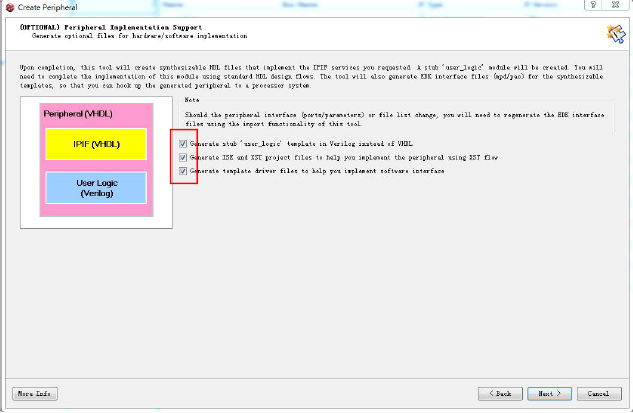 Create Peripheral
(OPTIONAL) Peripheral Implementation Support
Generate optional files for hardware/software implementation
Upon completion, this tool will create synthesizable HDL files that implement the IPIF services you requested. A stub 'user_logic' module will be created. You will
need to complete the implementation of this module using standard HDL design flows. The tool will also generate EDK interface files (mpd/pao) for the synthesizable
templates, so that you can hook up the generated peripheral to a processor system.
Note
Should the peripheral interface (ports/parameters) or file list change, you will need to regenerate the EDK interface
files using the import functionality of this tool.
Peripheral (VHDL)
IPIF (VHDL)
User Logic
(Verilog)
Generate stub 'user_logic' template in Verilog instead of VHDL
Generate ISE and XST project files to help you implement the peripheral using XST flow
Generate template driver files to help you implement software interface
More Info
< Back
Next >
Cancel